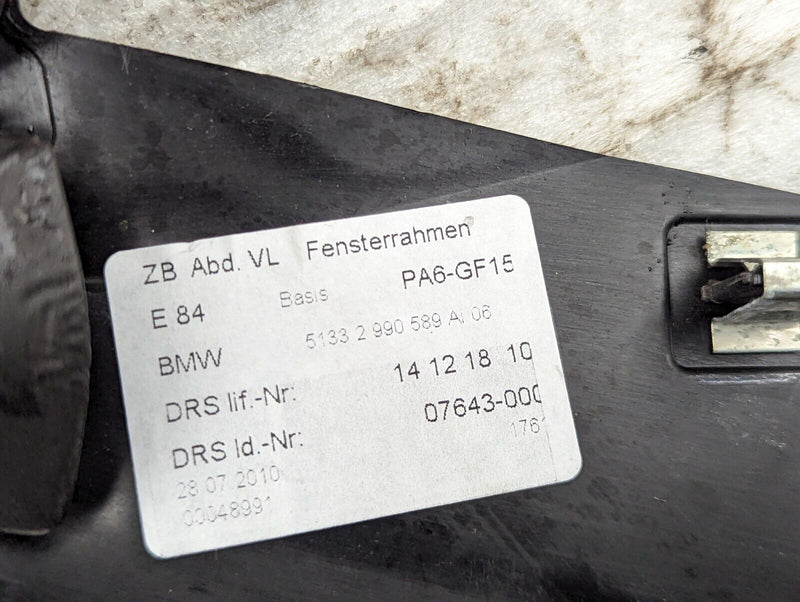 ZB Abd. VL Fensterrahmen
E 84 Basis PA6-GF15
BMW 5133 2 990 589 A/ 06
DRS lif.-Nr: 14 12 18 10
DRS Id.-Nr: 07643-000
28 07 2010 1761
00048991